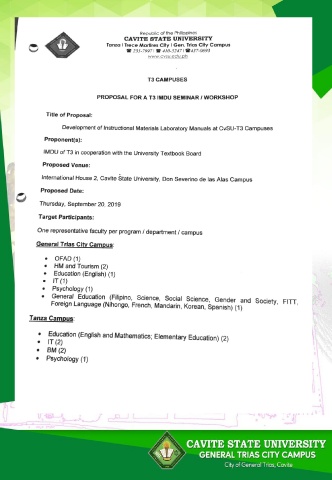 Republic of the Philippines
CAVITE STATE UNIVERSITY
Tanza | Trece Martires City | Gen. Trias City Campus
www.cvsu.edu.ph
T3 CAMPUSES
PROPOSAL FOR A T3 IMDU SEMINAR / WORKSHOP
Title of Proposal:
Development of Instructional Materials Laboratory Manuals at CvSU-T3 Campuses
Proponent(s):
IMDU of T3 in cooperation with the University Textbook Board
Proposed Venue:
International House 2, Cavite State University, Don Severino de las Alas Campus
Proposed Date:
Thursday, September 20, 2019
Target Participants:
One representative faculty per program / department / campus
General Trias City Campus:
• OFAD (1)
• HM and Tourism (2)
• Education (English) (1)
• IT (1)
• Psychology (1)
• General Education (Filipino, Science, Social Science, Gender and Society, FITT,
Foreign Language (Nihongo, French, Mandarin, Korean, Spanish) (1)
Tanza Campus:
• Education (English and Mathematics; Elementary Education) (2)
• IT (2)
• BM (2)
• Psychology (1)
CAVITE STATE UNIVERSITY
GENERAL TRIAS CITY CAMPUS
City of General Trias, Cavite